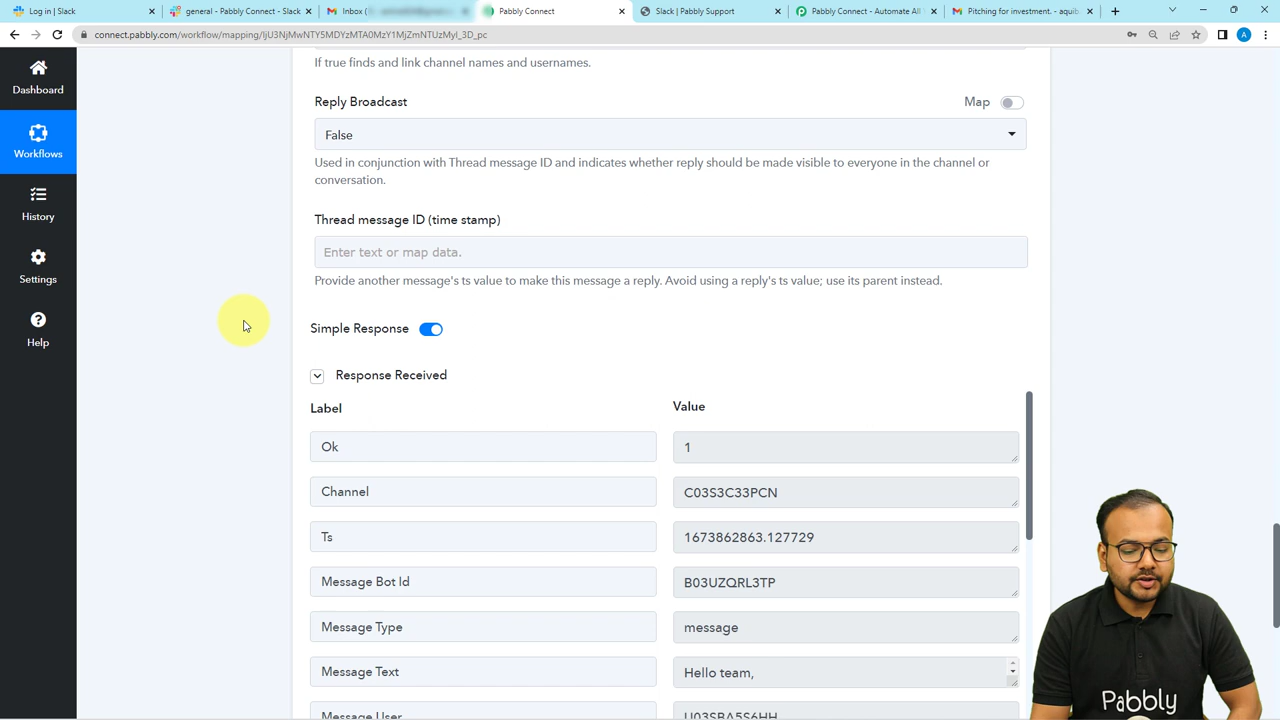 Log in | Slack
general - Pabbly Connect - Slack
Inbox (
Pabbly Connect
Slack | Pabbly Support
Pabbly Connect - Automate All
Pitching for investment. - aquib
connect.pabbly.com/workflow/mapping/IjU3NjMwNTY5MDYzMTA0MzY1MjZmNTUzMyI_3D_pc
A
Dashboard
Workflows
History
Settings
Help
If true finds and link channel names and usernames.
Reply Broadcast
Map
False
Used in conjunction with Thread message ID and indicates whether reply should be made visible to everyone in the channel or
conversation.
Thread message ID (time stamp)
Enter text or map data.
Provide another message's ts value to make this message a reply. Avoid using a reply's ts value; use its parent instead.
Simple Response
Response Received
Label
Value
Ok
1
Channel
C03S3C33PCN
Ts
1673862863.127729
Message Bot Id
B03UZQRL3TP
Message Type
message
Message Text
Hello team,
Message User
U03SBA5S6HH
Pabbly